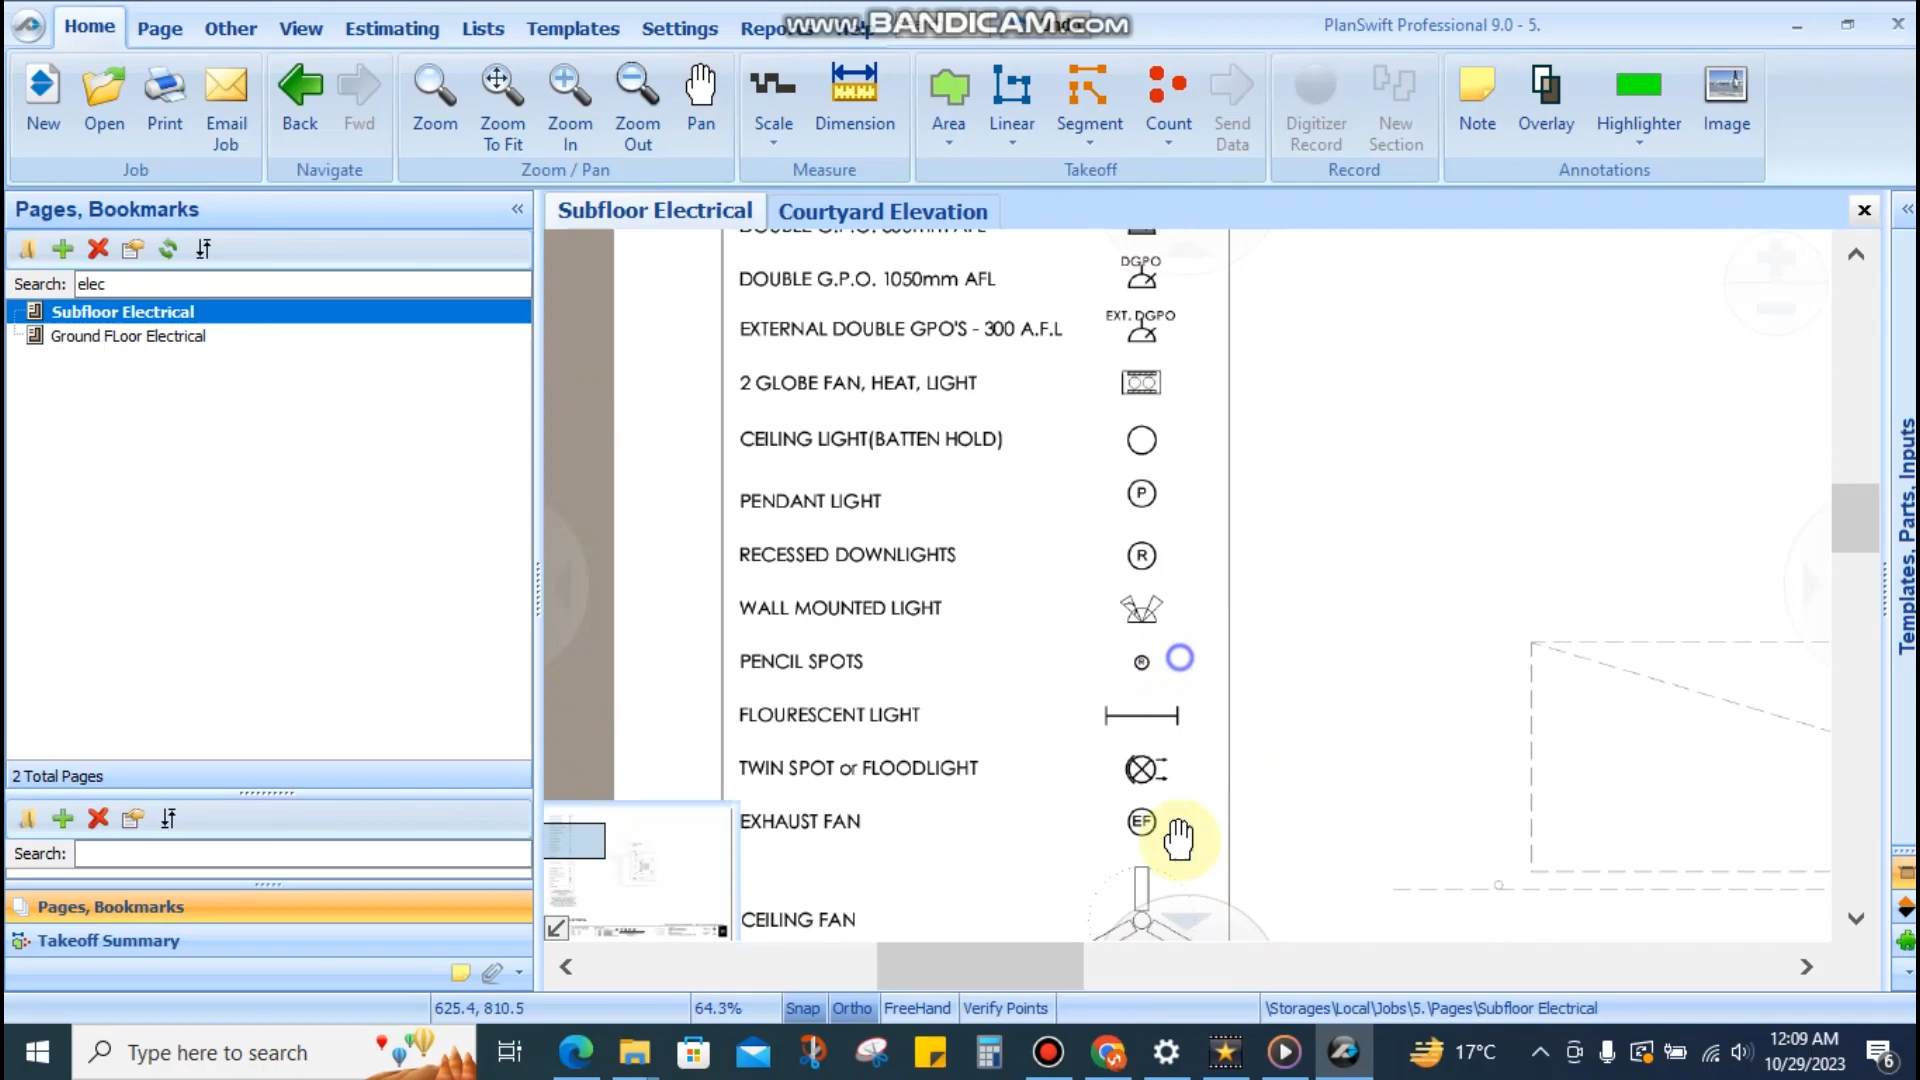 Home Page Other View Estimating Lists Templates Settings
www.BANDICAM.com
PlanSwift Professional 9.0 - 5.
New Open Print Email Job
Back Fwd
Zoom Zoom To Fit Zoom In Zoom Out Pan
Scale Dimension
Area Linear Segment Count Send Data
Digitizer Record New Section
Note Overlay Highlighter Image
Job Navigate Zoom / Pan Measure Takeoff Record Annotations
Pages, Bookmarks
Search: elec
Subfloor Electrical
Ground FLoor Electrical
2 Total Pages
Search:
Pages, Bookmarks
Takeoff Summary
Subfloor Electrical Courtyard Elevation
DOUBLE G.P.O. 1050mm AFL DGPO
EXTERNAL DOUBLE GPO'S - 300 A.F.L EXT. DGPO
2 GLOBE FAN, HEAT, LIGHT
CEILING LIGHT(BATTEN HOLD)
PENDANT LIGHT P
RECESSED DOWNLIGHTS R
WALL MOUNTED LIGHT
PENCIL SPOTS R
FLOURESCENT LIGHT
TWIN SPOT or FLOODLIGHT
EXHAUST FAN EF
CEILING FAN
Templates, Parts, Inputs
625.4, 810.5 64.3% Snap Ortho FreeHand Verify Points \Storages\Local\Jobs\5.\Pages\Subfloor Electrical
Type here to search
17°C
12:09 AM
10/29/2023
6